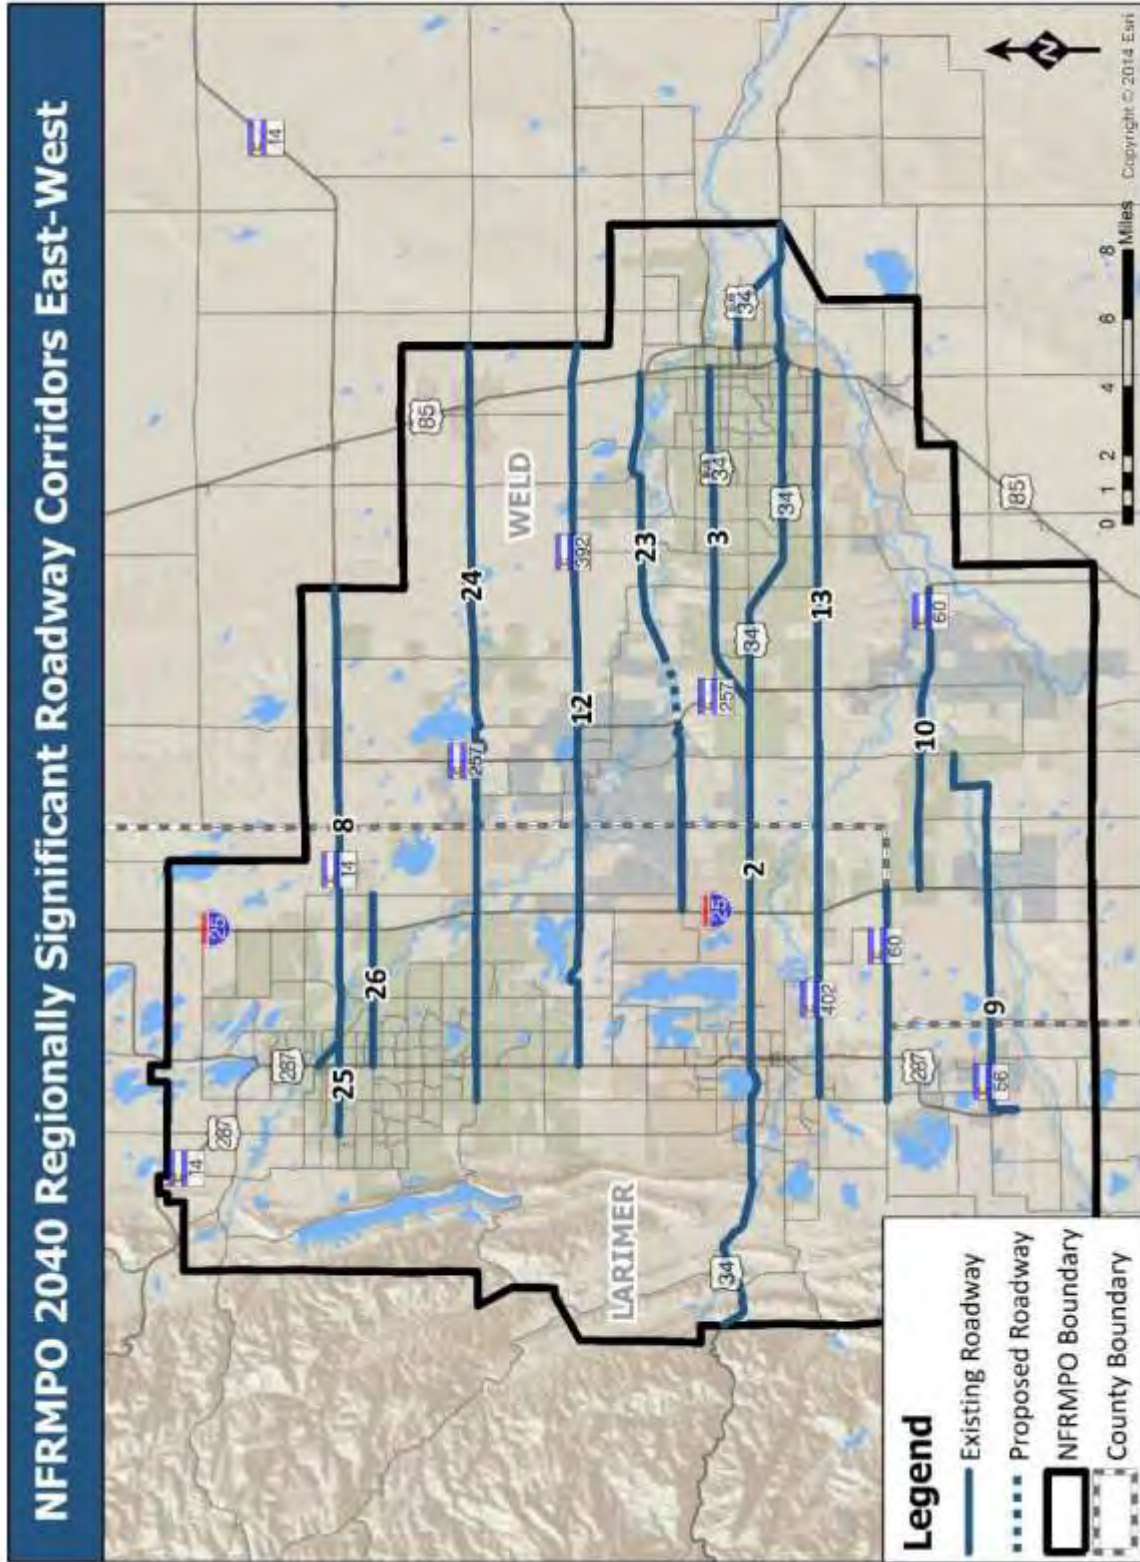 NFRMPO 2040 Regionally Significant Roadway Corridors East-West
14
14
287
25
287
25
8
14
26
85
24
257
WELD
12
392
23
3
34
34
257
25
34
34
2
LARIMER
34
13
402
60
60
10
287
9
56
85
Legend
Existing Roadway
Proposed Roadway
NFRMPO Boundary
County Boundary
N
0 1 2 4 6 8
Miles
Copyright © 2014 Esri